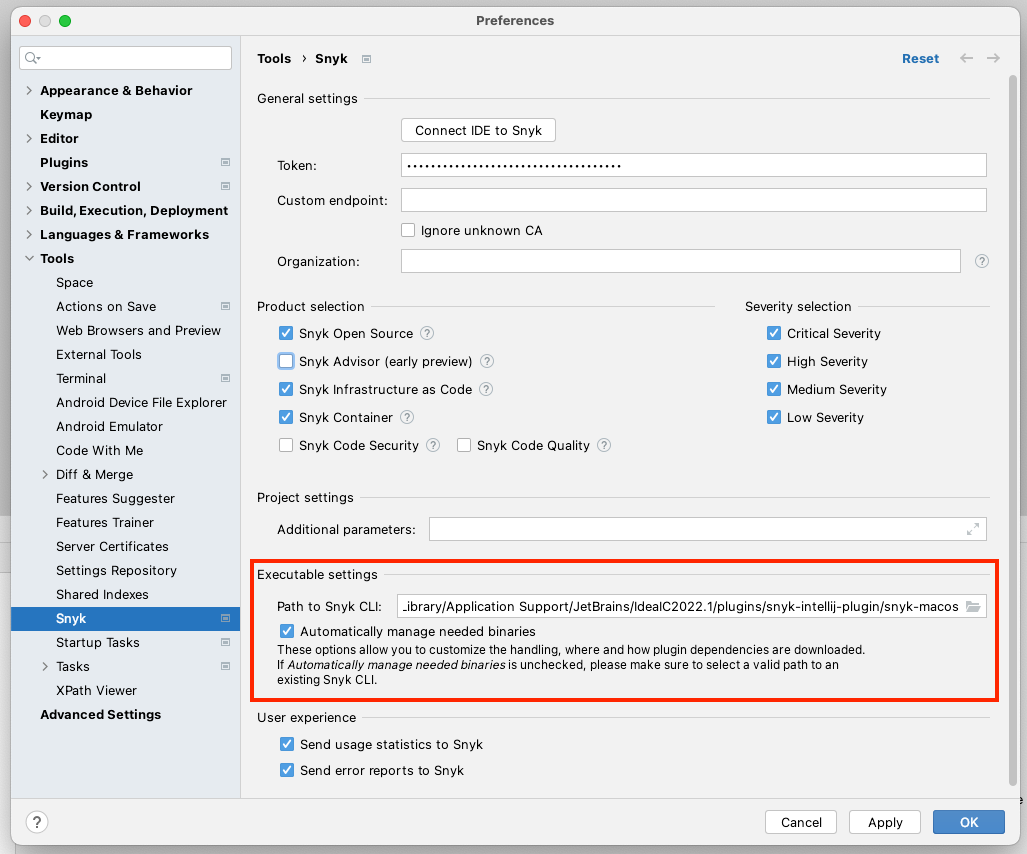 Preferences
Tools › Snyk
Reset
Appearance & Behavior
Keymap
Editor
Plugins
Version Control
Build, Execution, Deployment
Languages & Frameworks
Tools
Space
Actions on Save
Web Browsers and Preview
External Tools
Terminal
Android Device File Explorer
Android Emulator
Code With Me
Diff & Merge
Features Suggester
Features Trainer
Server Certificates
Settings Repository
Shared Indexes
Snyk
Startup Tasks
Tasks
XPath Viewer
Advanced Settings
General settings
Connect IDE to Snyk
Token: ••••••••••••••••••••••••••••••••••••
Custom endpoint:
Ignore unknown CA
Organization:
?
Product selection
Snyk Open Source ?
Snyk Advisor (early preview) ?
Snyk Infrastructure as Code ?
Snyk Container ?
Snyk Code Security ? Snyk Code Quality ?
Severity selection
Critical Severity
High Severity
Medium Severity
Low Severity
Project settings
Additional parameters:
Executable settings
Path to Snyk CLI: Library/Application Support/JetBrains/IdeaIC2022.1/plugins/snyk-intellij-plugin/snyk-macos
Automatically manage needed binaries
These options allow you to customize the handling, where and how plugin dependencies are downloaded.
If Automatically manage needed binaries is unchecked, please make sure to select a valid path to an
existing Snyk CLI.
User experience
Send usage statistics to Snyk
Send error reports to Snyk
?
Cancel
Apply
OK